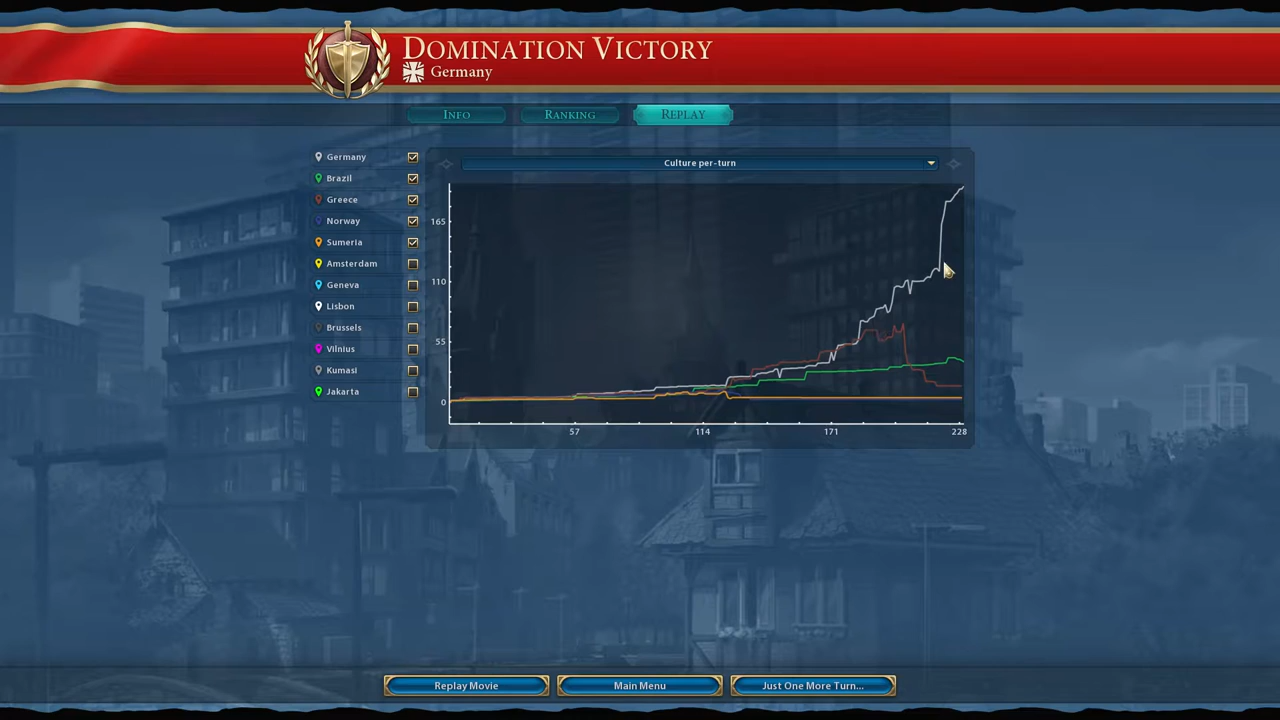 DOMINATION VICTORY
Germany
INFO
RANKING
REPLAY
Germany
Brazil
Greece
Norway
Sumeria
Amsterdam
Geneva
Lisbon
Brussels
Vilnius
Kumasi
Jakarta
Culture per-turn
165
110
55
0
57
114
171
228
Replay Movie
Main Menu
Just One More Turn...